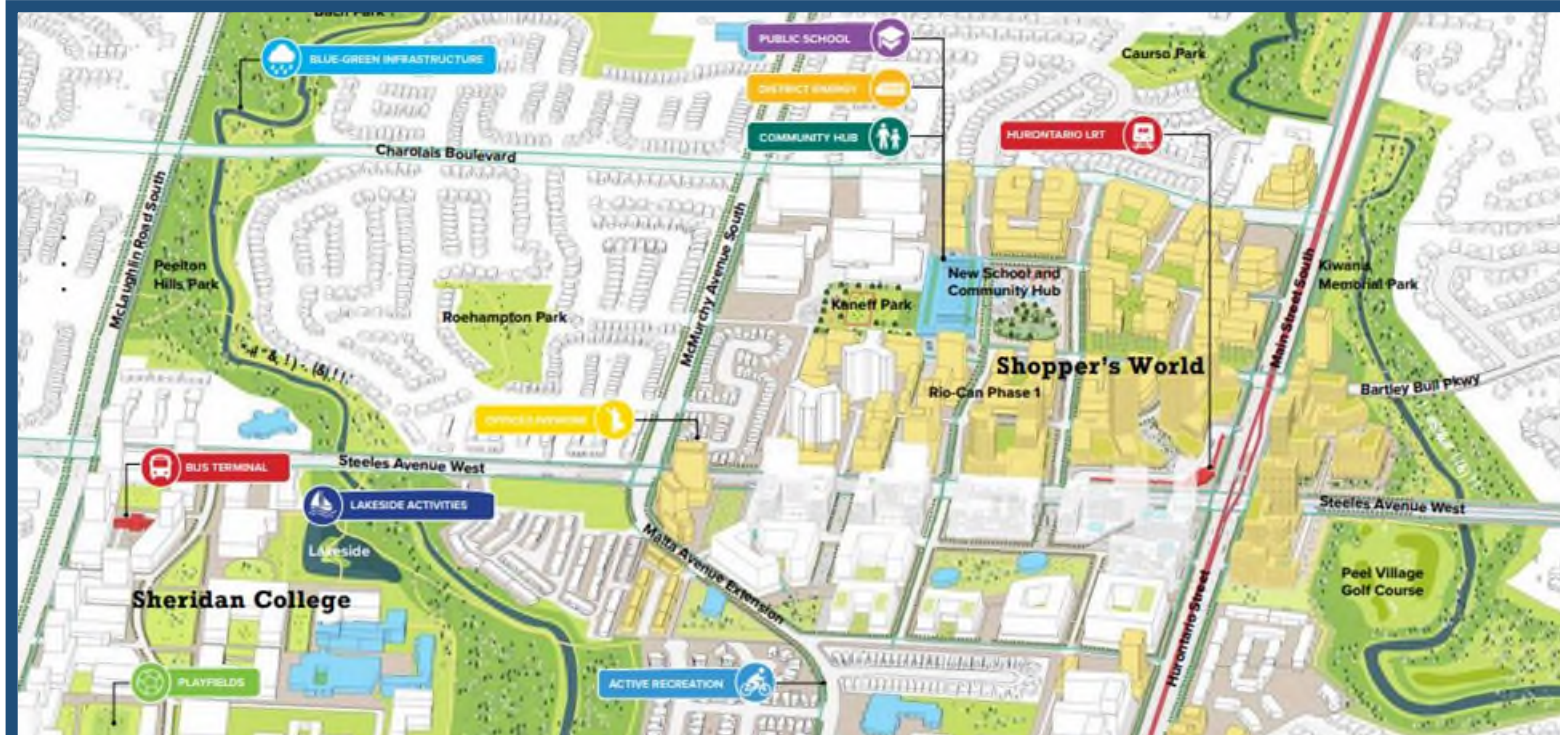 Bach Park
BLUE-GREEN INFRASTRUCTURE
PUBLIC SCHOOL
DISTRICT ENERGY
COMMUNITY HUB
HURONTARIO LRT
Caurso Park
Charolais Boulevard
McLaughlin Road South
Peelton
Hills Park
Roehampton Park
McMurchy Avenue South
Kaneff Park
New School and
Community Hub
Shopper's World
Rio-Can Phase 1
Main Street South
Kiwanis
Memorial Park
Bartley Bull Pkwy
BUS TERMINAL
Steeles Avenue West
LAKESIDE ACTIVITIES
Lakeside
Sheridan College
PLAYFIELDS
Malta Avenue Extension
ACTIVE RECREATION
Hurontario Street
Steeles Avenue West
Peel Village
Golf Course